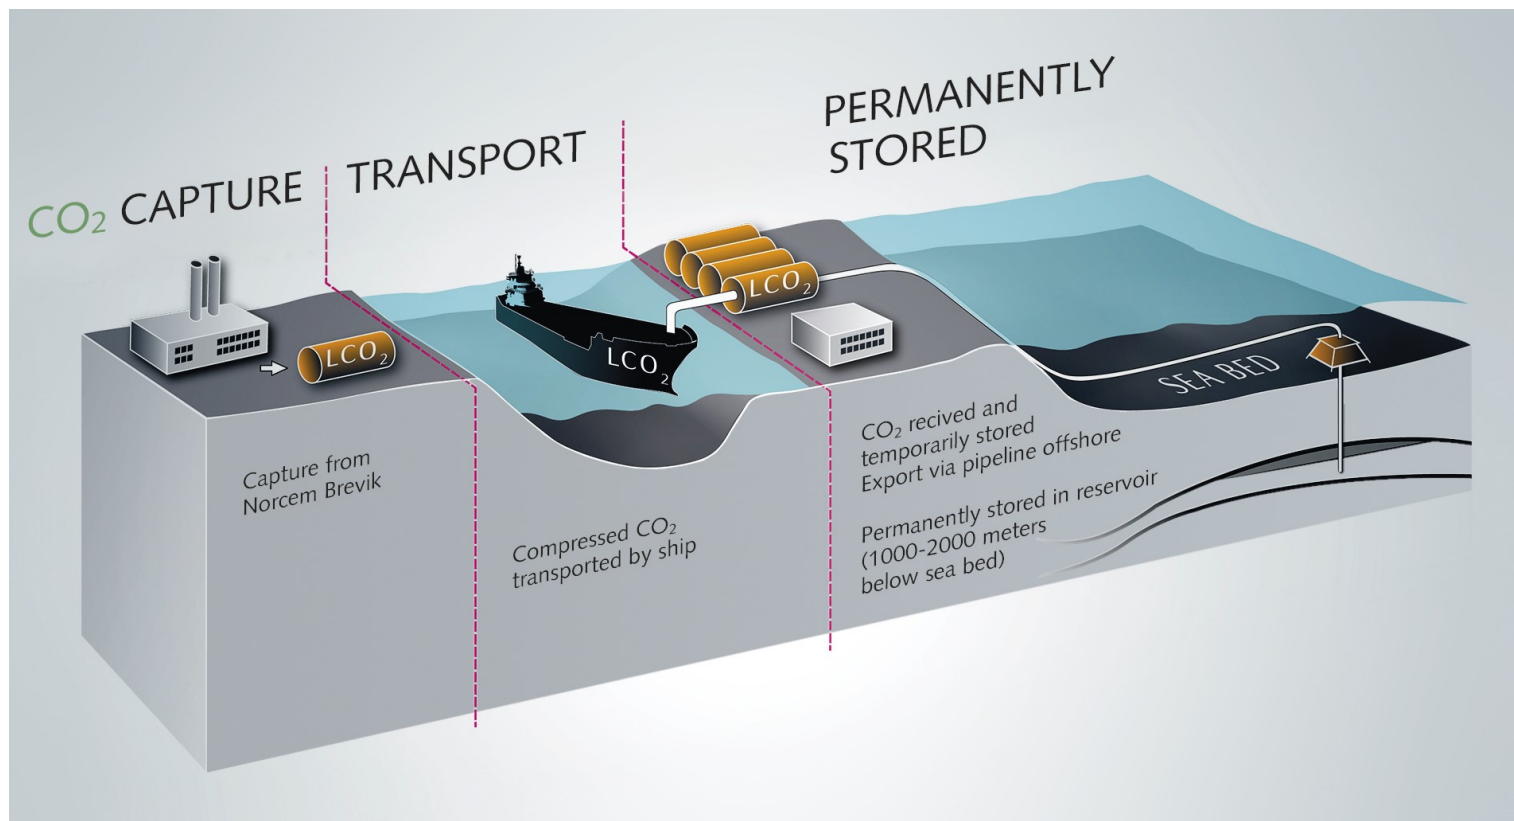 CO₂ CAPTURE
TRANSPORT
PERMANENTLY
STORED
LCO₂
LCO₂
LCO₂
SEA BED
Capture from
Norcem Brevik
Compressed CO₂
transported by ship
CO₂ recived and
temporarily stored
Export via pipeline offshore
Permanently stored in reservoir
(1000-2000 meters
below sea bed)